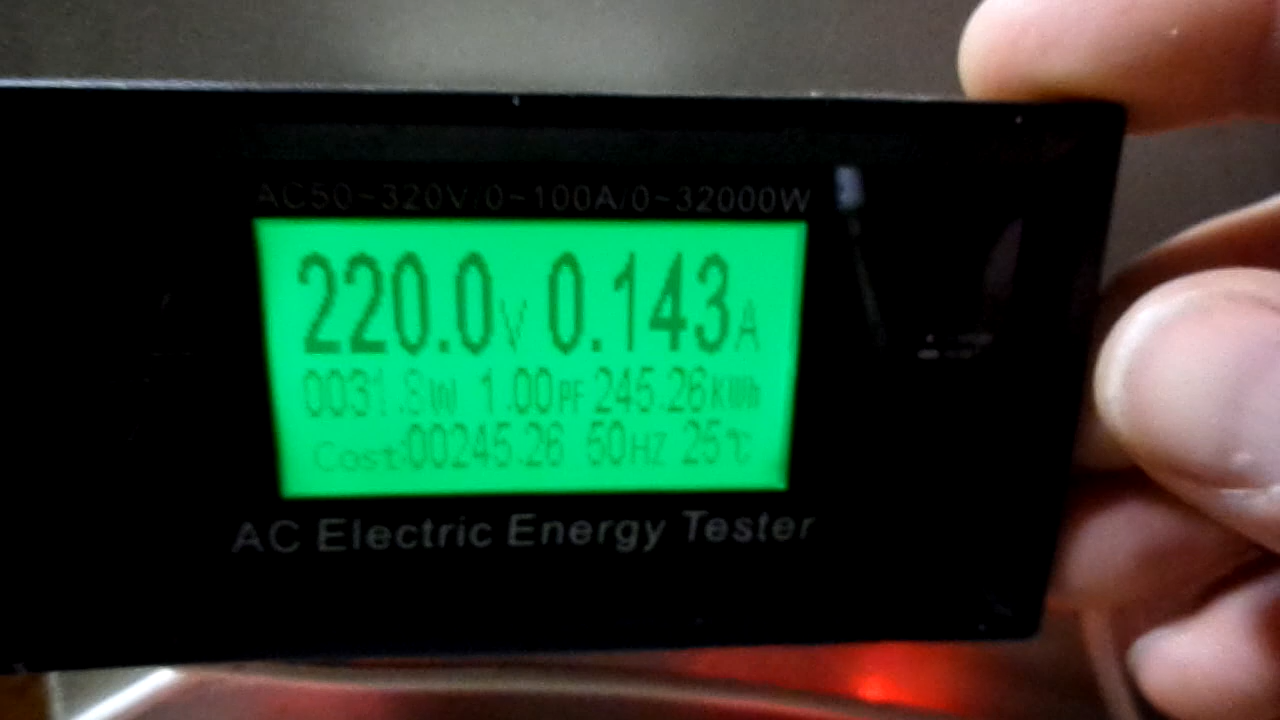 AC50~320V/0~100A/0~32000W
220.0V 0.143A
0031.8W 1.00PF 245.26KWh
Cost:00245.26 50HZ 25℃
AC Electric Energy Tester